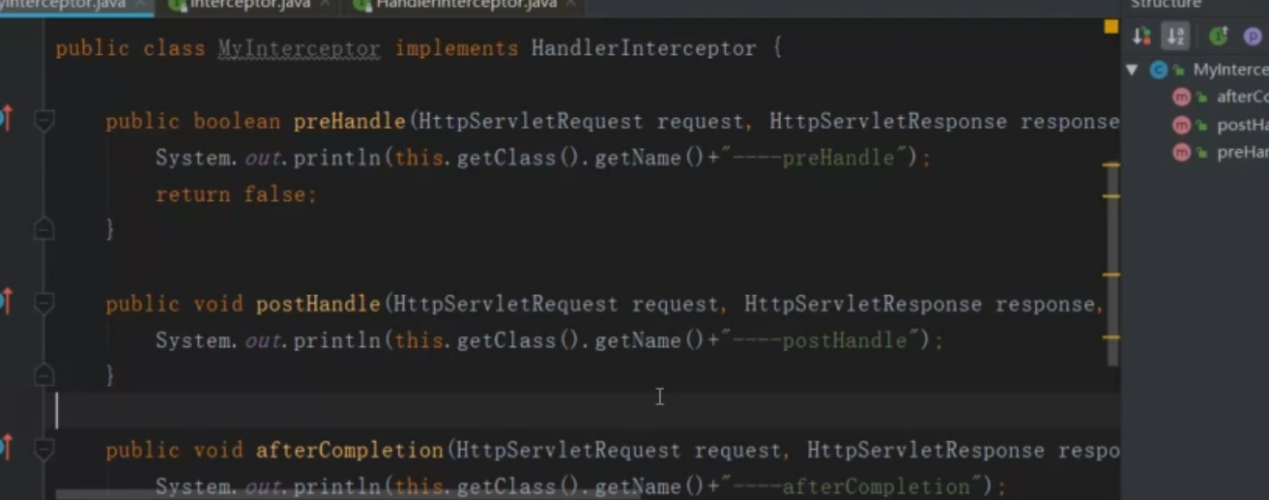 Interceptor.java
HandlerInterceptor.java
Structure
public class MyInterceptor implements HandlerInterceptor {
public boolean preHandle(HttpServletRequest request, HttpServletResponse response
System.out.println(this.getClass().getName()+"----preHandle");
return false;
}
public void postHandle(HttpServletRequest request, HttpServletResponse response,
System.out.println(this.getClass().getName()+"----postHandle");
}
public void afterCompletion(HttpServletRequest request, HttpServletResponse respo
System.out.println(this.getClass().getName()+"----afterCompletion");
MyInterce
afterCo
postHa
preHar